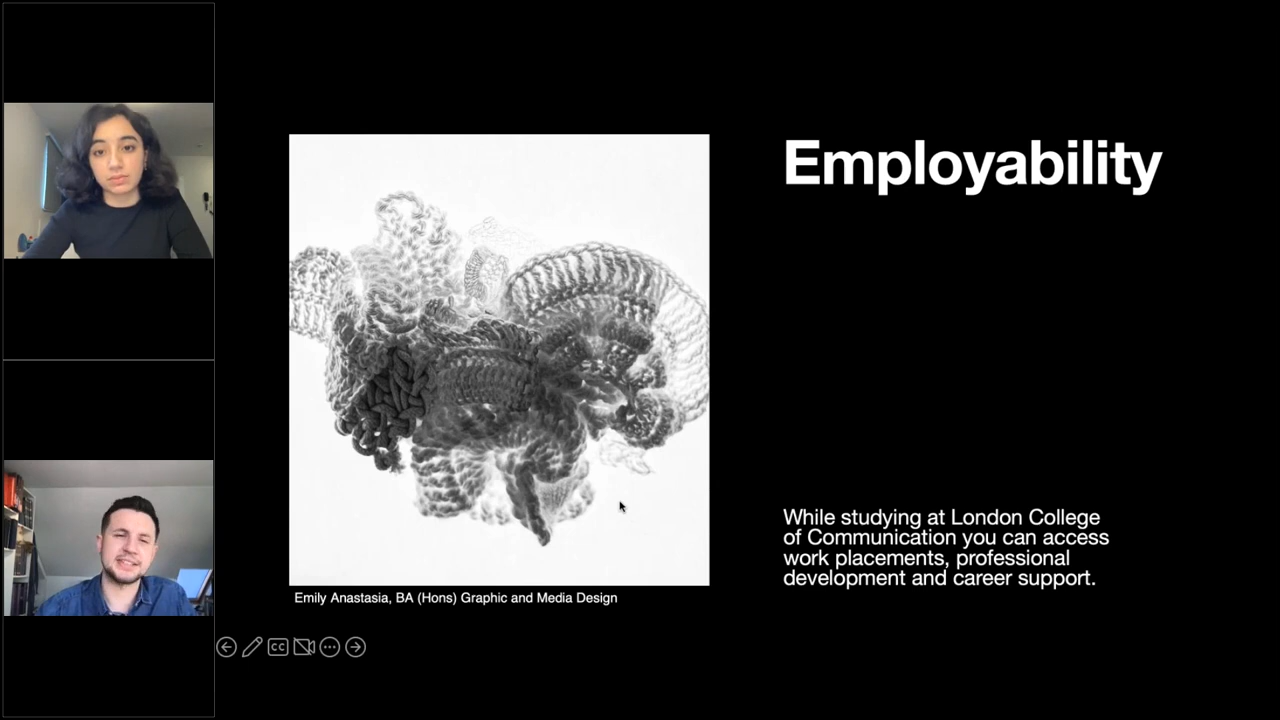 Employability
While studying at London College
of Communication you can access
work placements, professional
development and career support.
Emily Anastasia, BA (Hons) Graphic and Media Design
CC